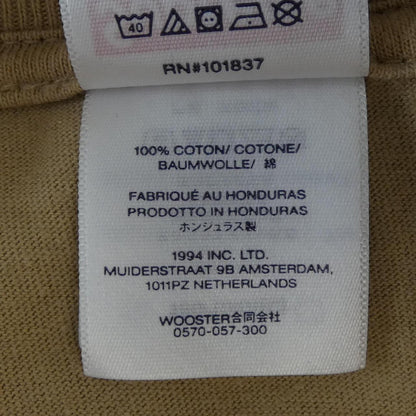 40
RN#101837
100% COTON/ COTONE/
BAUMWOLLE/ 綿
FABRIQUÉ AU HONDURAS
PRODOTTO IN HONDURAS
ホンジュラス製
1994 INC. LTD.
MUIDERSTRAAT 9B AMSTERDAM,
1011PZ NETHERLANDS
WOOSTER合同会社
0570-057-300